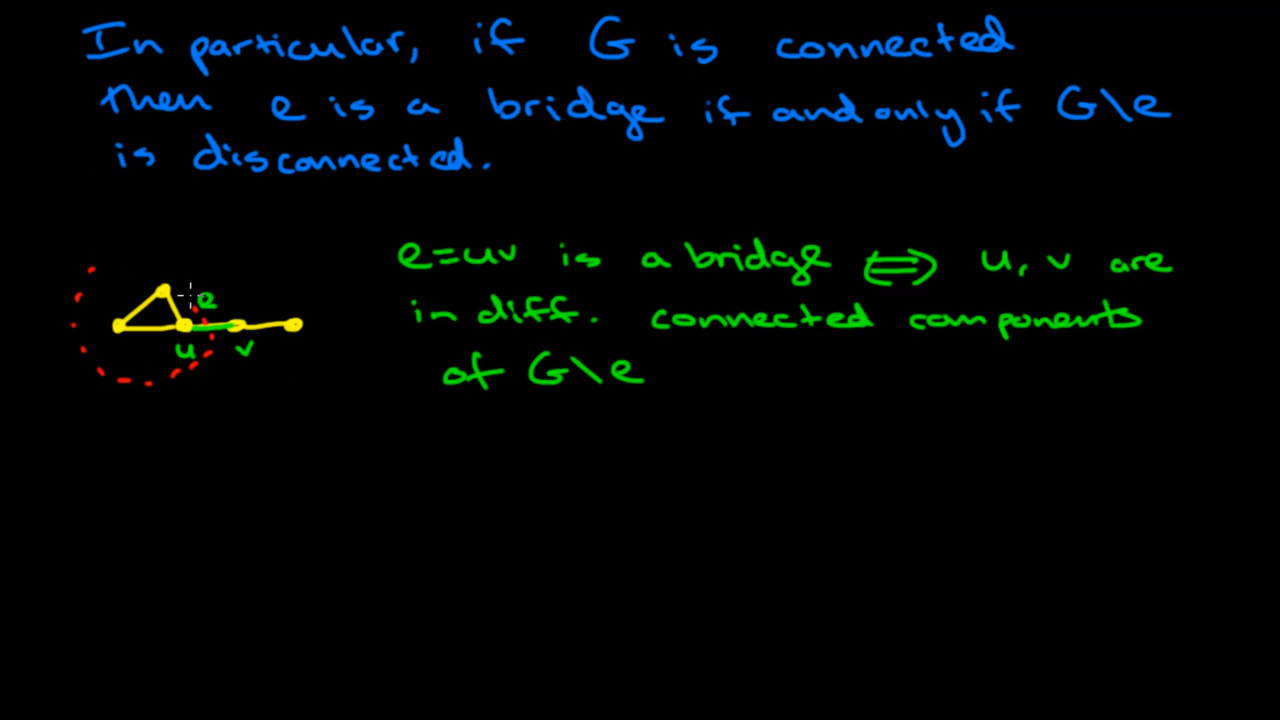 In particular, if G is connected
then e is a bridge if and only if G\e
is disconnected.
e=uv is a bridge ⟺ u, v are
in diff. connected components
of G\e
e
u v